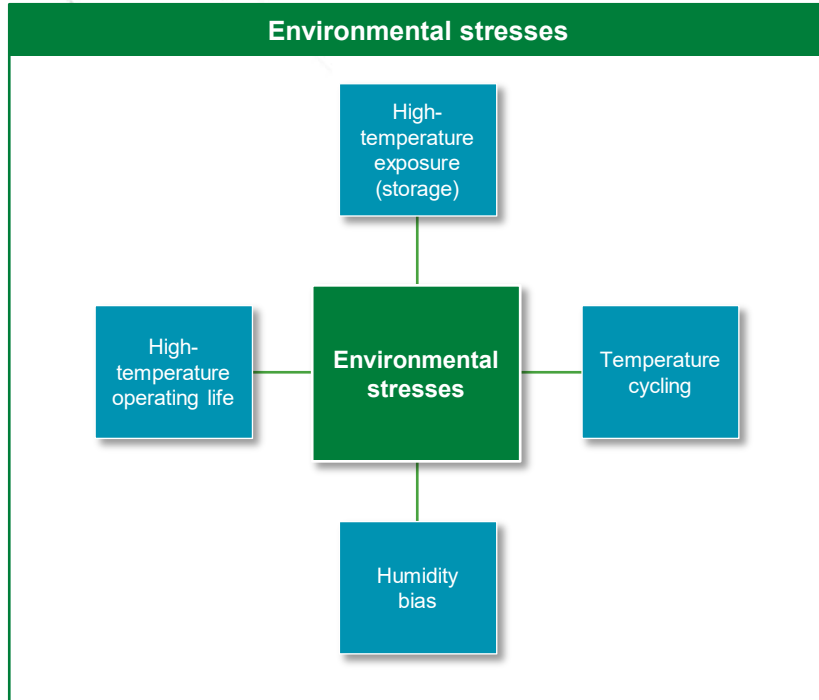 Environmental stresses
High-
temperature
exposure
(storage)
High-
temperature
operating life
Environmental
stresses
Temperature
cycling
Humidity
bias